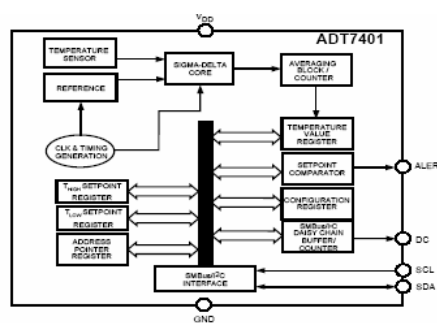 VDD
ADT7401
TEMPERATURE
SENSOR
REFERENCE
SIGMA-DELTA
CORE
AVERAGING
BLOCK /
COUNTER
CLK & TIMING
GENERATION
TEMPERATURE
VALUE
REGISTER
SETPOINT
COMPARATOR
ALER
THIGH SETPOINT
REGISTER
CONFIGURATION
REGISTER
TLOW SETPOINT
REGISTER
SMBus/I²C
DAISY CHAIN
BUFFER/
COUNTER
DC
ADDRESS
POINTER
REGISTER
SMBus/I²C
INTERFACE
SCL
SDA
GND